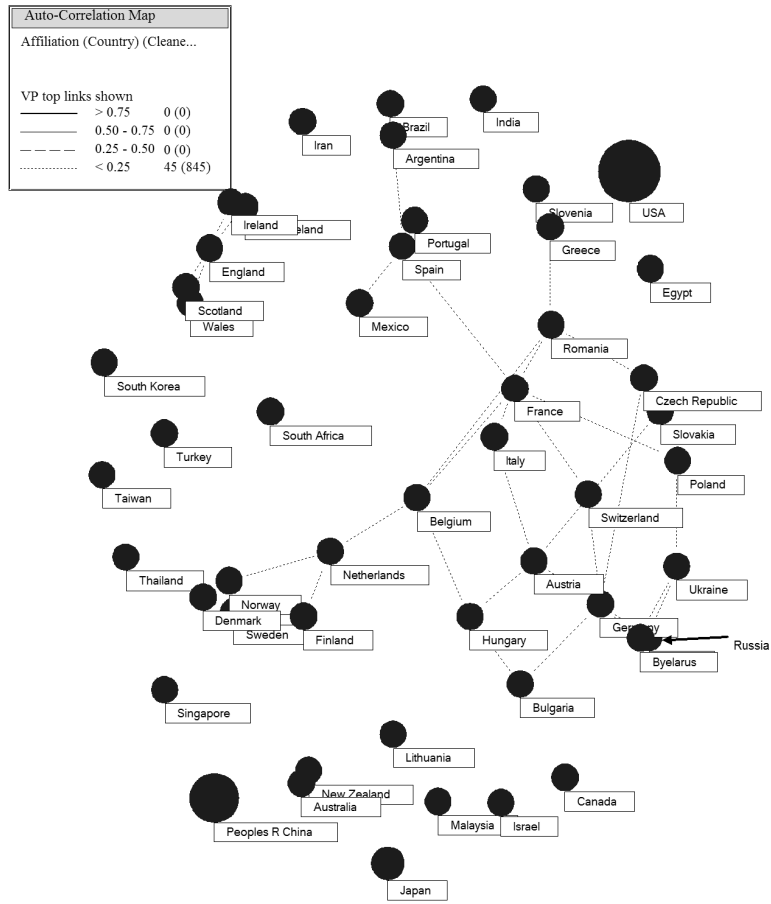 Auto-Correlation Map
Affiliation (Country) (Cleane...
VP top links shown
> 0.75 0 (0)
0.50 - 0.75 0 (0)
0.25 - 0.50 0 (0)
< 0.25 45 (845)
Brazil
India
Iran
Argentina
Slovenia
USA
Ireland
eland
Portugal
Greece
England
Spain
Egypt
Scotland
Wales
Mexico
Romania
South Korea
Czech Republic
France
South Africa
Slovakia
Turkey
Italy
Poland
Taiwan
Belgium
Switzerland
Thailand
Netherlands
Austria
Ukraine
Norway
Denmark
Sweden
Finland
Hungary
Germany
Russia
Byelarus
Singapore
Bulgaria
Lithuania
New Zealand
Australia
Canada
Peoples R China
Malaysia
Israel
Japan